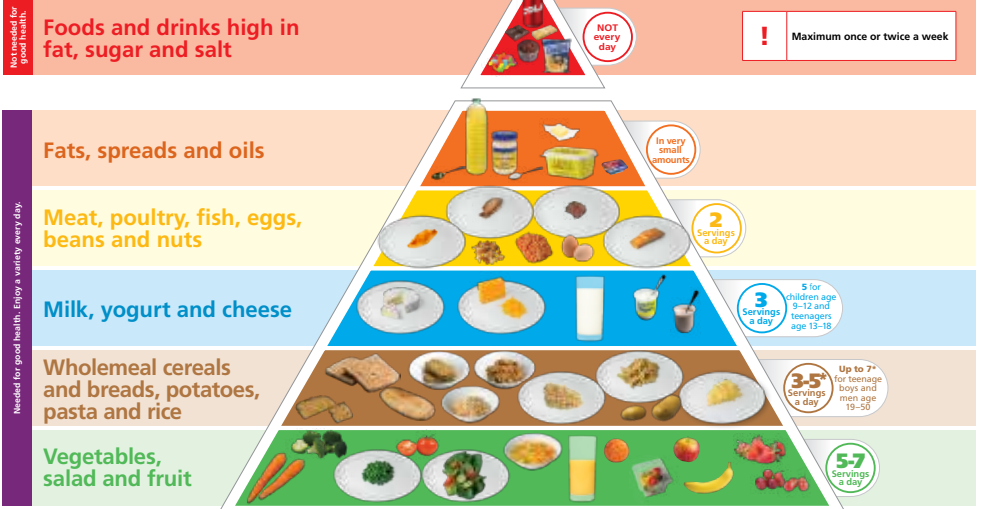 Not needed for
good health.
Foods and drinks high in
fat, sugar and salt
NOT
every
day
!
Maximum once or twice a week
Needed for good health. Enjoy a variety every day.
Fats, spreads and oils
In very
small
amounts
Meat, poultry, fish, eggs,
beans and nuts
2
Servings
a day
Milk, yogurt and cheese
3
Servings
a day
5 for
children age
9–12 and
teenagers
age 13–18
Wholemeal cereals
and breads, potatoes,
pasta and rice
3-5*
Servings
a day
Up to 7*
for teenage
boys and
men age
19–50
Vegetables,
salad and fruit
5-7
Servings
a day